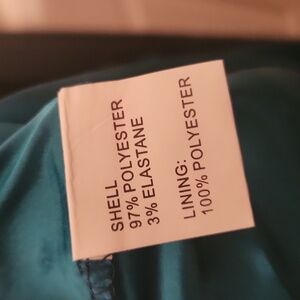 SHELL
97% POLYESTER
3% ELASTANE
LINING:
100% POLYESTER